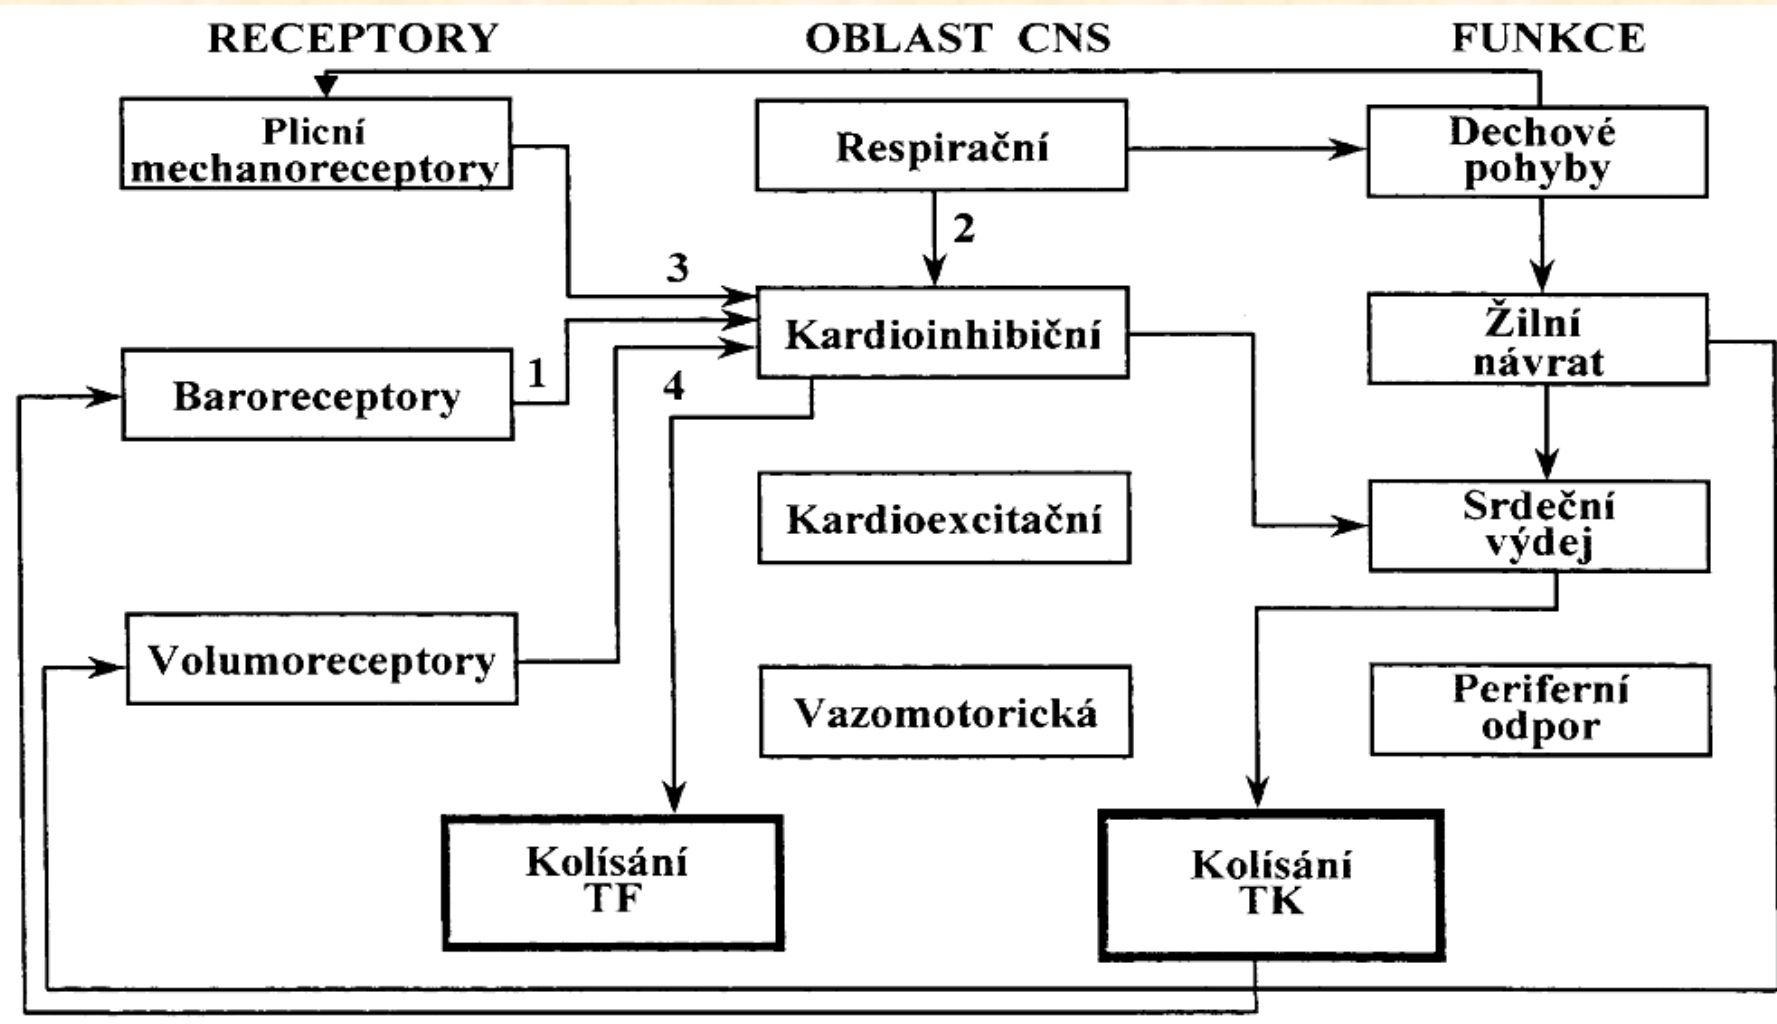 RECEPTORY OBLAST CNS FUNKCE
Plicní
mechanoreceptory
Respirační
Dechové
pohyby
2
3
Kardioinhibiční
Žilní
návrat
Baroreceptory
1
4
Kardioexcitační
Srdeční
výdej
Volumoreceptory
Vazomotorická
Periferní
odpor
Kolísání
TF
Kolísání
TK